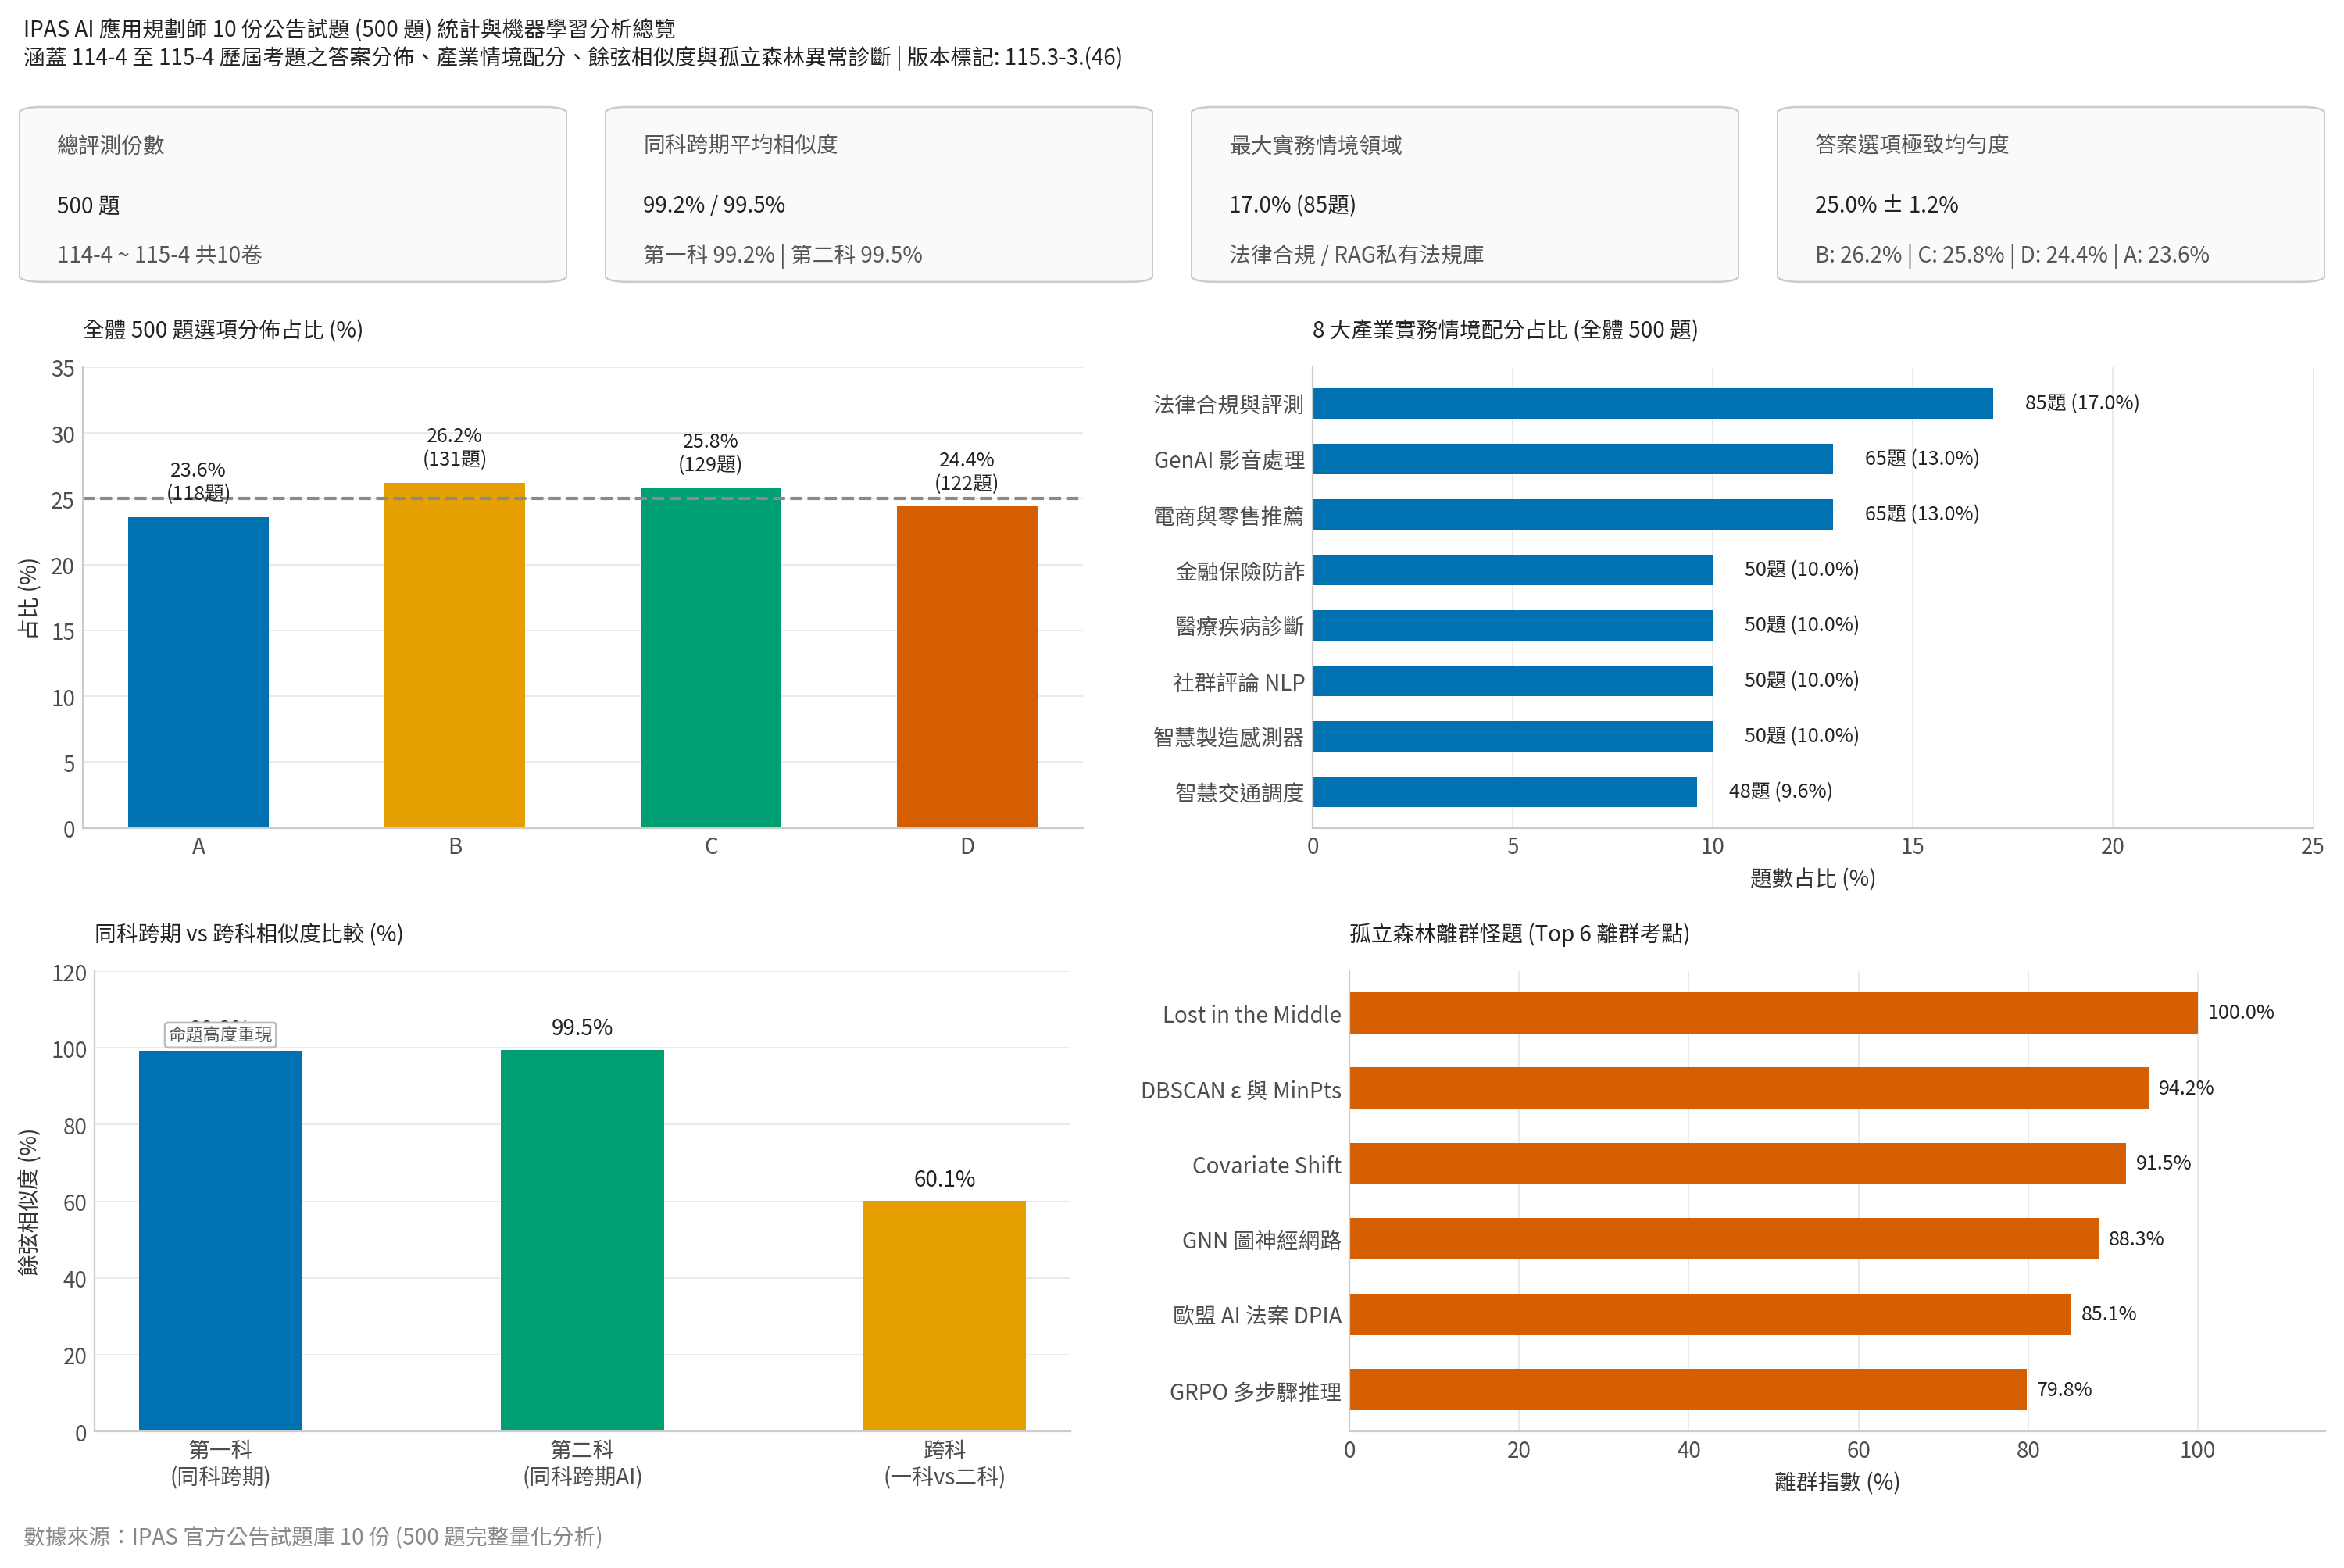 IPAS AI 應用規劃師 10 份公告試題 (500 題) 統計與機器學習分析總覽
涵蓋 114-4 至 115-4 歷屆考題之答案分佈、產業情境配分、餘弦相似度與孤立森林異常診斷 | 版本標記: 115.3-3.(46)
總評測份數
500 題
114-4 ~ 115-4 共10卷
同科跨期平均相似度
99.2% / 99.5%
第一科 99.2% | 第二科 99.5%
最大實務情境領域
17.0% (85題)
法律合規 / RAG私有法規庫
答案選項極致均勻度
25.0% ± 1.2%
B: 26.2% | C: 25.8% | D: 24.4% | A: 23.6%
全體 500 題選項分佈占比 (%)
占比 (%)
35
30
25
20
15
10
5
0
23.6%
(118題)
26.2%
(131題)
25.8%
(129題)
24.4%
(122題)
A
B
C
D
8 大產業實務情境配分占比 (全體 500 題)
法律合規與評測
85題 (17.0%)
GenAI 影音處理
65題 (13.0%)
電商與零售推薦
65題 (13.0%)
金融保險防詐
50題 (10.0%)
醫療疾病診斷
50題 (10.0%)
社群評論 NLP
50題 (10.0%)
智慧製造感測器
50題 (10.0%)
智慧交通調度
48題 (9.6%)
0
5
10
15
20
25
題數占比 (%)
同科跨期 vs 跨科相似度比較 (%)
餘弦相似度 (%)
120
100
80
60
40
20
0
命題高度重現
99.5%
60.1%
第一科
(同科跨期)
第二科
(同科跨期AI)
跨科
(一科vs二科)
孤立森林離群怪題 (Top 6 離群考點)
Lost in the Middle
100.0%
DBSCAN ε 與 MinPts
94.2%
Covariate Shift
91.5%
GNN 圖神經網路
88.3%
歐盟 AI 法案 DPIA
85.1%
GRPO 多步驟推理
79.8%
0
20
40
60
80
100
離群指數 (%)
數據來源：IPAS 官方公告試題庫 10 份 (500 題完整量化分析)